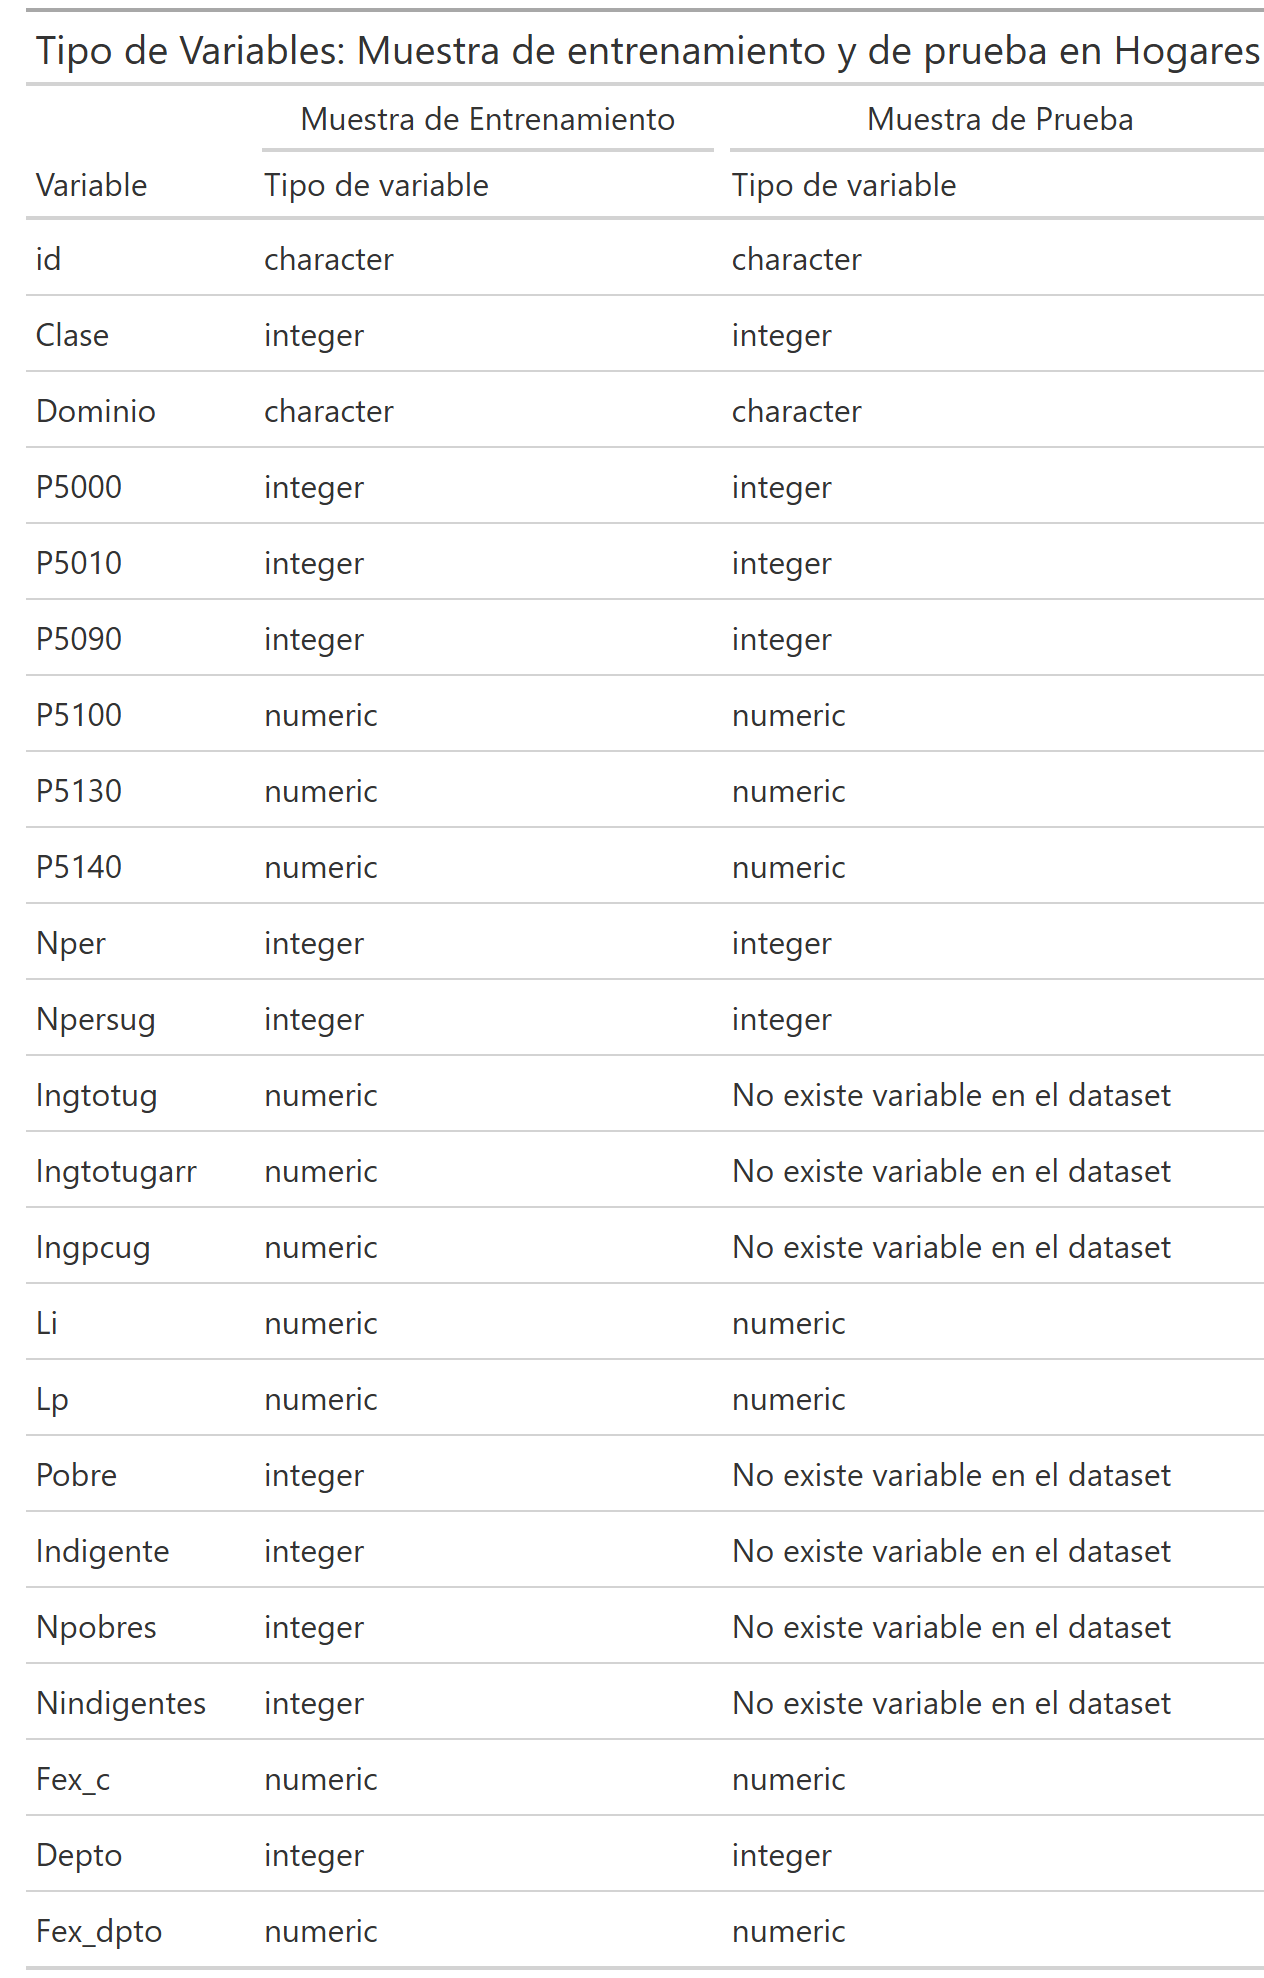 Tipo de Variables: Muestra de entrenamiento y de prueba en Hogares
Muestra de Entrenamiento Muestra de Prueba
Variable Tipo de variable Tipo de variable
id character character
Clase integer integer
Dominio character character
P5000 integer integer
P5010 integer integer
P5090 integer integer
P5100 numeric numeric
P5130 numeric numeric
P5140 numeric numeric
Nper integer integer
Npersug integer integer
Ingtotug numeric No existe variable en el dataset
Ingtotugarr numeric No existe variable en el dataset
Ingpcug numeric No existe variable en el dataset
Li numeric numeric
Lp numeric numeric
Pobre integer No existe variable en el dataset
Indigente integer No existe variable en el dataset
Npobres integer No existe variable en el dataset
Nindigentes integer No existe variable en el dataset
Fex_c numeric numeric
Depto integer integer
Fex_dpto numeric numeric